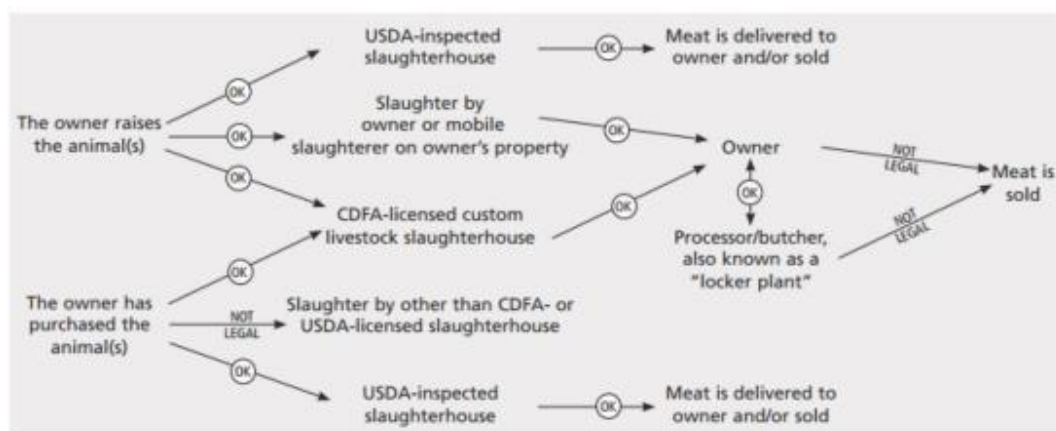 USDA-inspected
slaughterhouse
OK
Meat is delivered to
owner and/or sold
OK
The owner raises
the animal(s)
OK
Slaughter by
owner or mobile
slaughterer on owner's property
OK
Owner
NOT
LEGAL
Meat is
sold
OK
CDFA-licensed custom
livestock slaughterhouse
OK
OK
Processor/butcher,
also known as a
"locker plant"
NOT
LEGAL
OK
The owner has
purchased the
animal(s)
NOT
LEGAL
Slaughter by other than CDFA- or
USDA-licensed slaughterhouse
OK
USDA-inspected
slaughterhouse
OK
Meat is delivered to
owner and/or sold